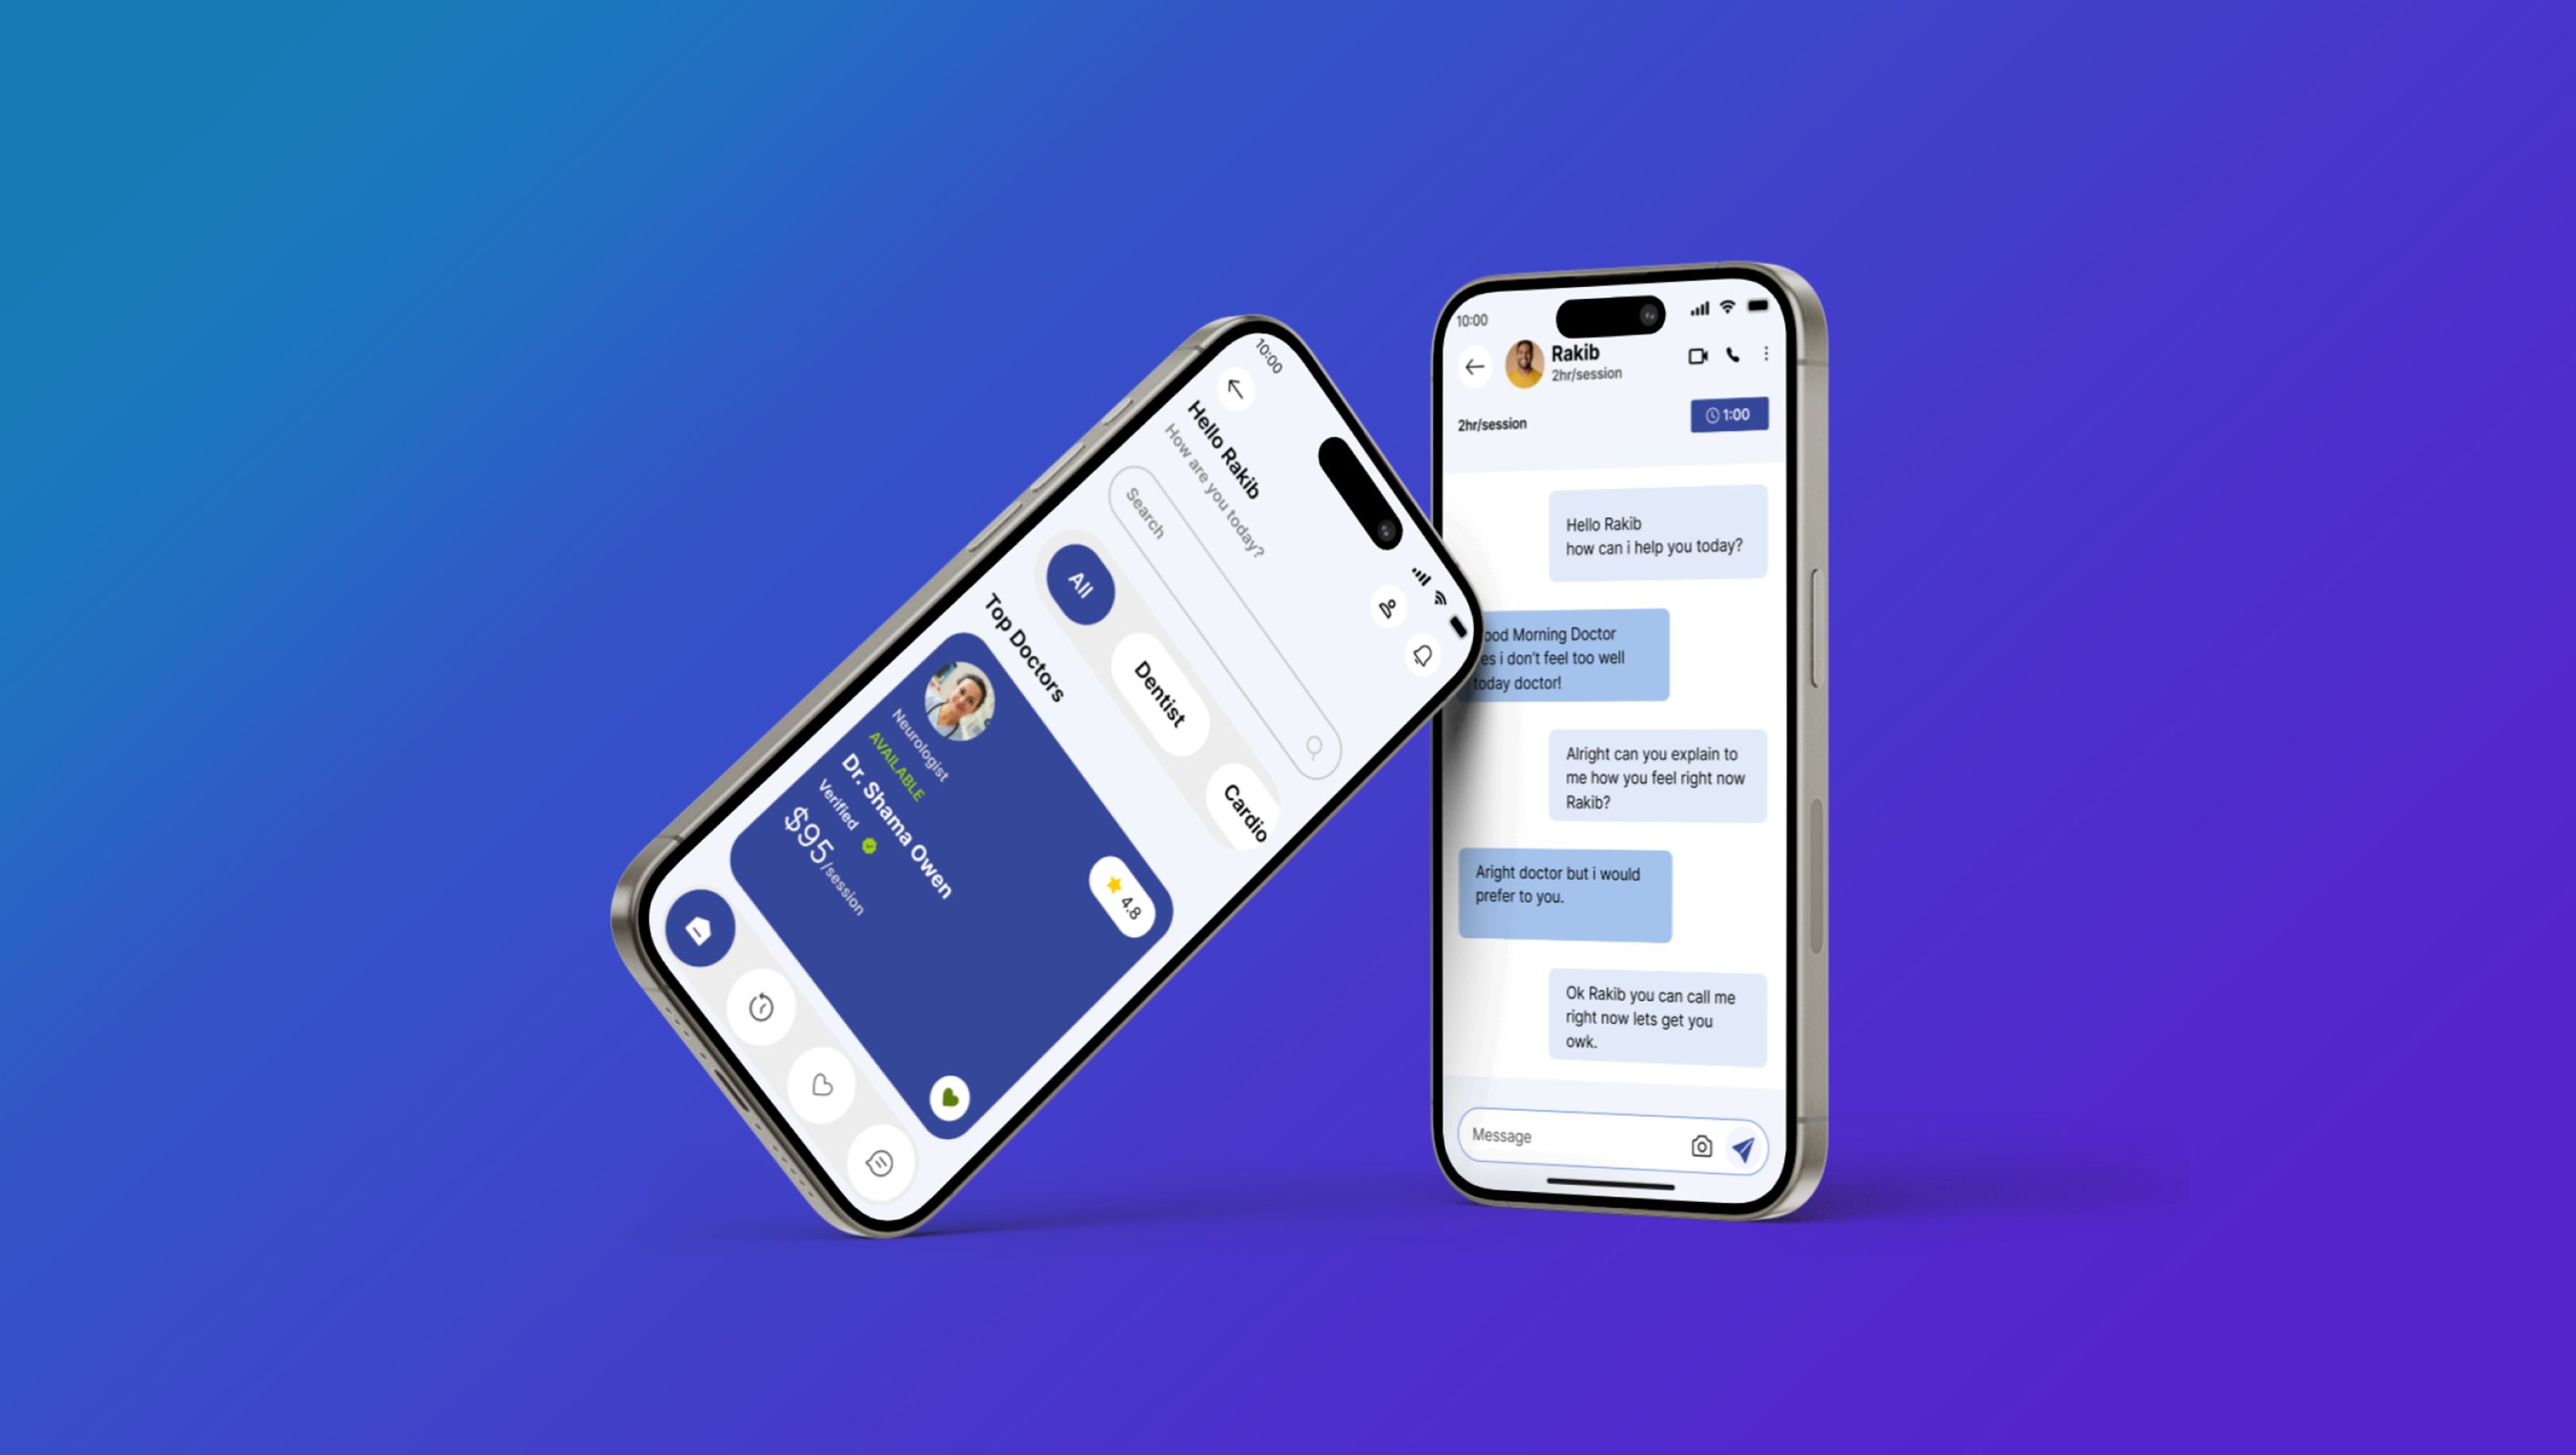 10:00
Hello Rakib
How are you today?
Search
All
Dentist
Cardio
Top Doctors
Neurologist
AVAILABLE
Dr. Shama Owen
Verified
$95/session
4.8
10:00
Rakib
2hr/session
2hr/session
1:00
Hello Rakib
how can i help you today?
ood Morning Doctor
es i don't feel too well
today doctor!
Alright can you explain to
me how you feel right now
Rakib?
Aright doctor but i would
prefer to you.
Ok Rakib you can call me
right now lets get you
owk.
Message